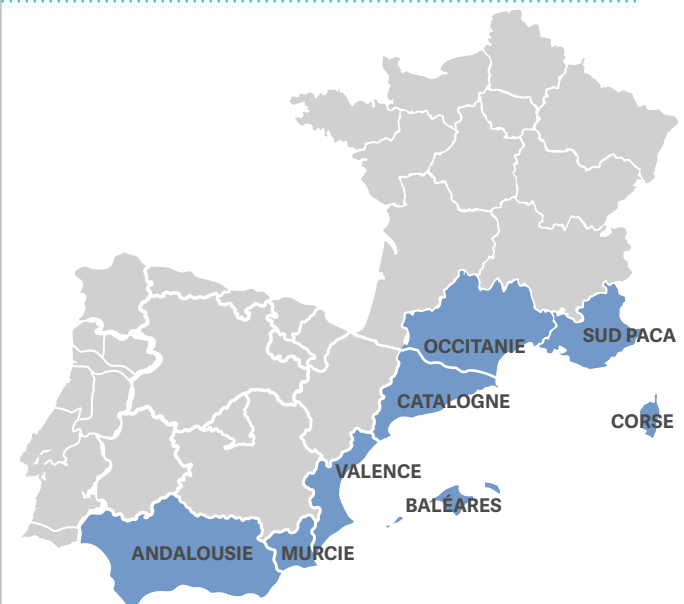 SUD PACA
OCCITANIE
CATALOGNE
CORSE
VALENCE
BALÉARES
ANDALOUSIE
MURCIE